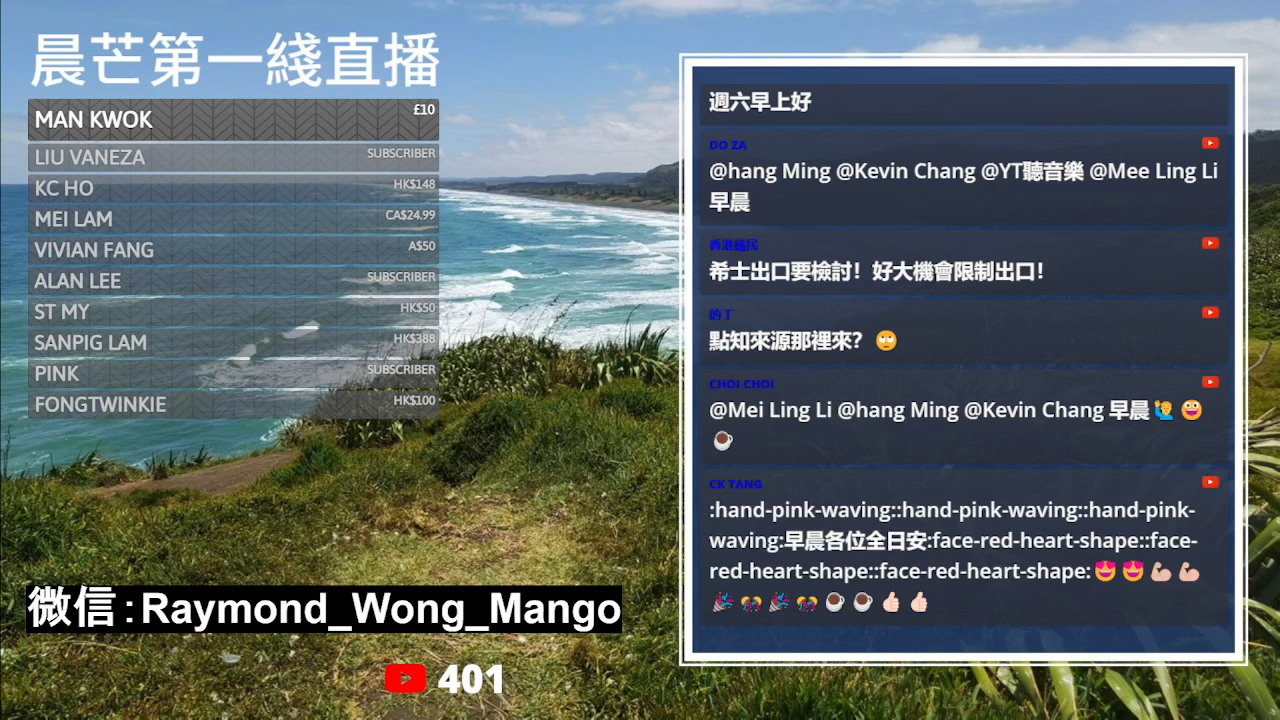 晨芒第一綫直播
MAN KWOK £10
LIU VANEZA SUBSCRIBER
KC HO HK$148
MEI LAM CA$24.99
VIVIAN FANG A$50
ALAN LEE SUBSCRIBER
ST MY HK$50
SANPIG LAM HK$388
PINK SUBSCRIBER
FONGTWINKIE HK$100
微信:Raymond_Wong_Mango
401
週六早上好
DO ZA
@hang Ming @Kevin Chang @YT聽音樂 @Mee Ling Li
早晨
香港極民
希士出口要檢討！好大機會限制出口！
的丁
點知來源那裡來？🙄
CHOI CHOI
@Mei Ling Li @hang Ming @Kevin Chang 早晨🙋😀
☕
CK TANG
:hand-pink-waving::hand-pink-waving::hand-pink-
waving:早晨各位全日安:face-red-heart-shape::face-
red-heart-shape::face-red-heart-shape:😍😍💪🏻💪🏻
🎉🎊🎉🎊☕☕👍🏻👍🏻